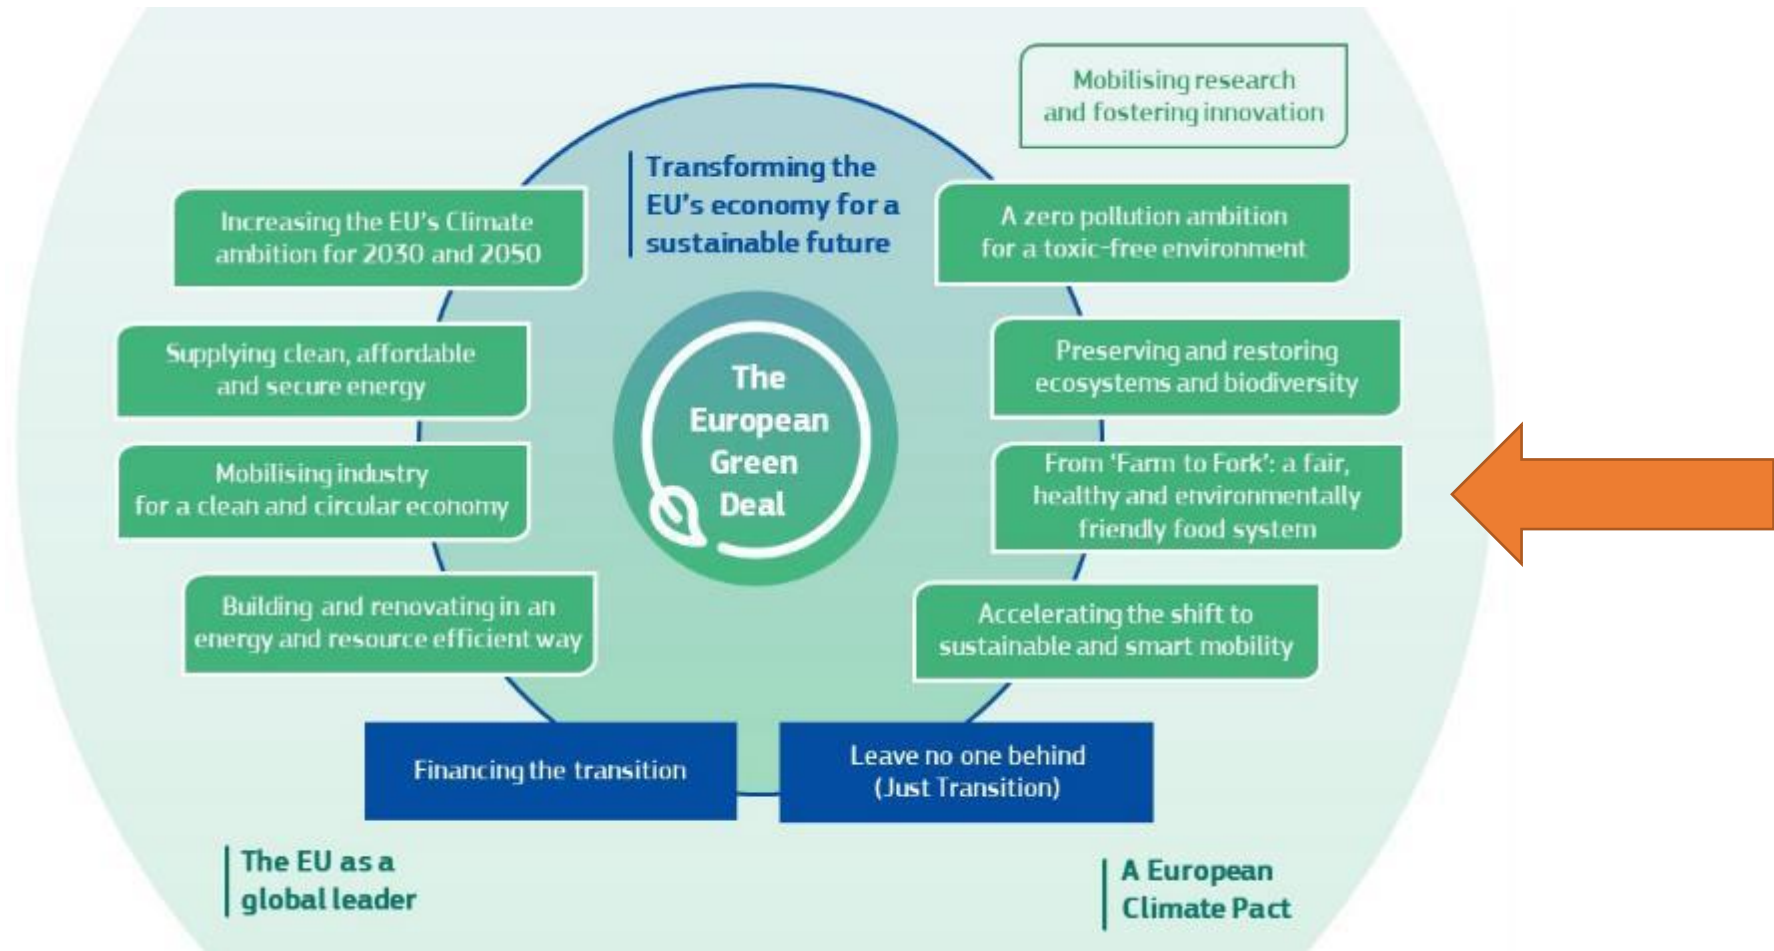 Mobilising research
and fostering innovation
Transforming the
EU's economy for a
sustainable future
Increasing the EU's Climate
ambition for 2030 and 2050
A zero pollution ambition
for a toxic-free environment
Supplying clean, affordable
and secure energy
Preserving and restoring
ecosystems and biodiversity
The
European
Green
Deal
Mobilising industry
for a clean and circular economy
From ‘Farm to Fork’: a fair,
healthy and environmentally
friendly food system
Building and renovating in an
energy and resource efficient way
Accelerating the shift to
sustainable and smart mobility
Financing the transition
Leave no one behind
(Just Transition)
The EU as a
global leader
A European
Climate Pact